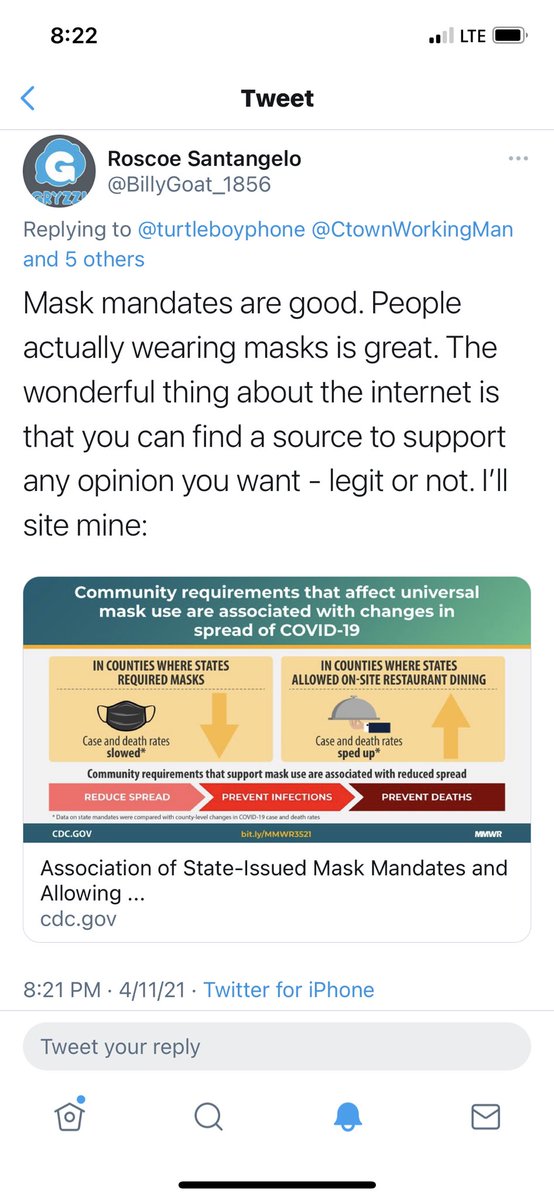 8:22
LTE
Tweet
Roscoe Santangelo
@BillyGoat_1856
GRYZZL
Replying to @turtleboyphone @CtownWorkingMan
and 5 others
Mask mandates are good. People
actually wearing masks is great. The
wonderful thing about the internet is
that you can find a source to support
any opinion you want - legit or not. I’ll
site mine:
Community requirements that affect universal
mask use are associated with changes in
spread of COVID-19
IN COUNTIES WHERE STATES
REQUIRED MASKS
Case and death rates
slowed*
IN COUNTIES WHERE STATES
ALLOWED ON-SITE RESTAURANT DINING
Case and death rates
sped up*
Community requirements that support mask use are associated with reduced spread
REDUCE SPREAD
PREVENT INFECTIONS
PREVENT DEATHS
* Data on state mandates were compared with county-level changes in COVID-19 case and death rates
CDC.GOV
bit.ly/MMWR3521
MMWR
Association of State-Issued Mask Mandates and
Allowing ...
cdc.gov
8:21 PM · 4/11/21 · Twitter for iPhone
Tweet your reply